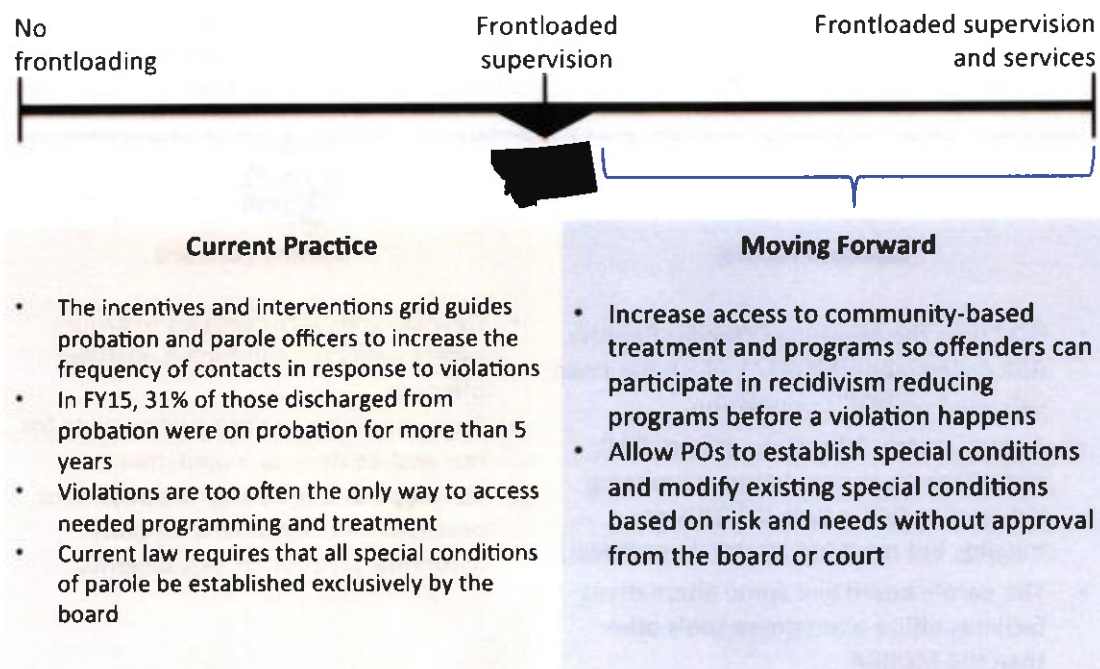 No
frontloading
Frontloaded
supervision
Frontloaded supervision
and services
Current Practice
• The incentives and interventions grid guides
probation and parole officers to increase the
frequency of contacts in response to violations
• In FY15, 31% of those discharged from
probation were on probation for more than 5
years
• Violations are too often the only way to access
needed programming and treatment
• Current law requires that all special conditions
of parole be established exclusively by the
board
Moving Forward
• Increase access to community-based
treatment and programs so offenders can
participate in recidivism reducing
programs before a violation happens
• Allow POs to establish special conditions
and modify existing special conditions
based on risk and needs without approval
from the board or court